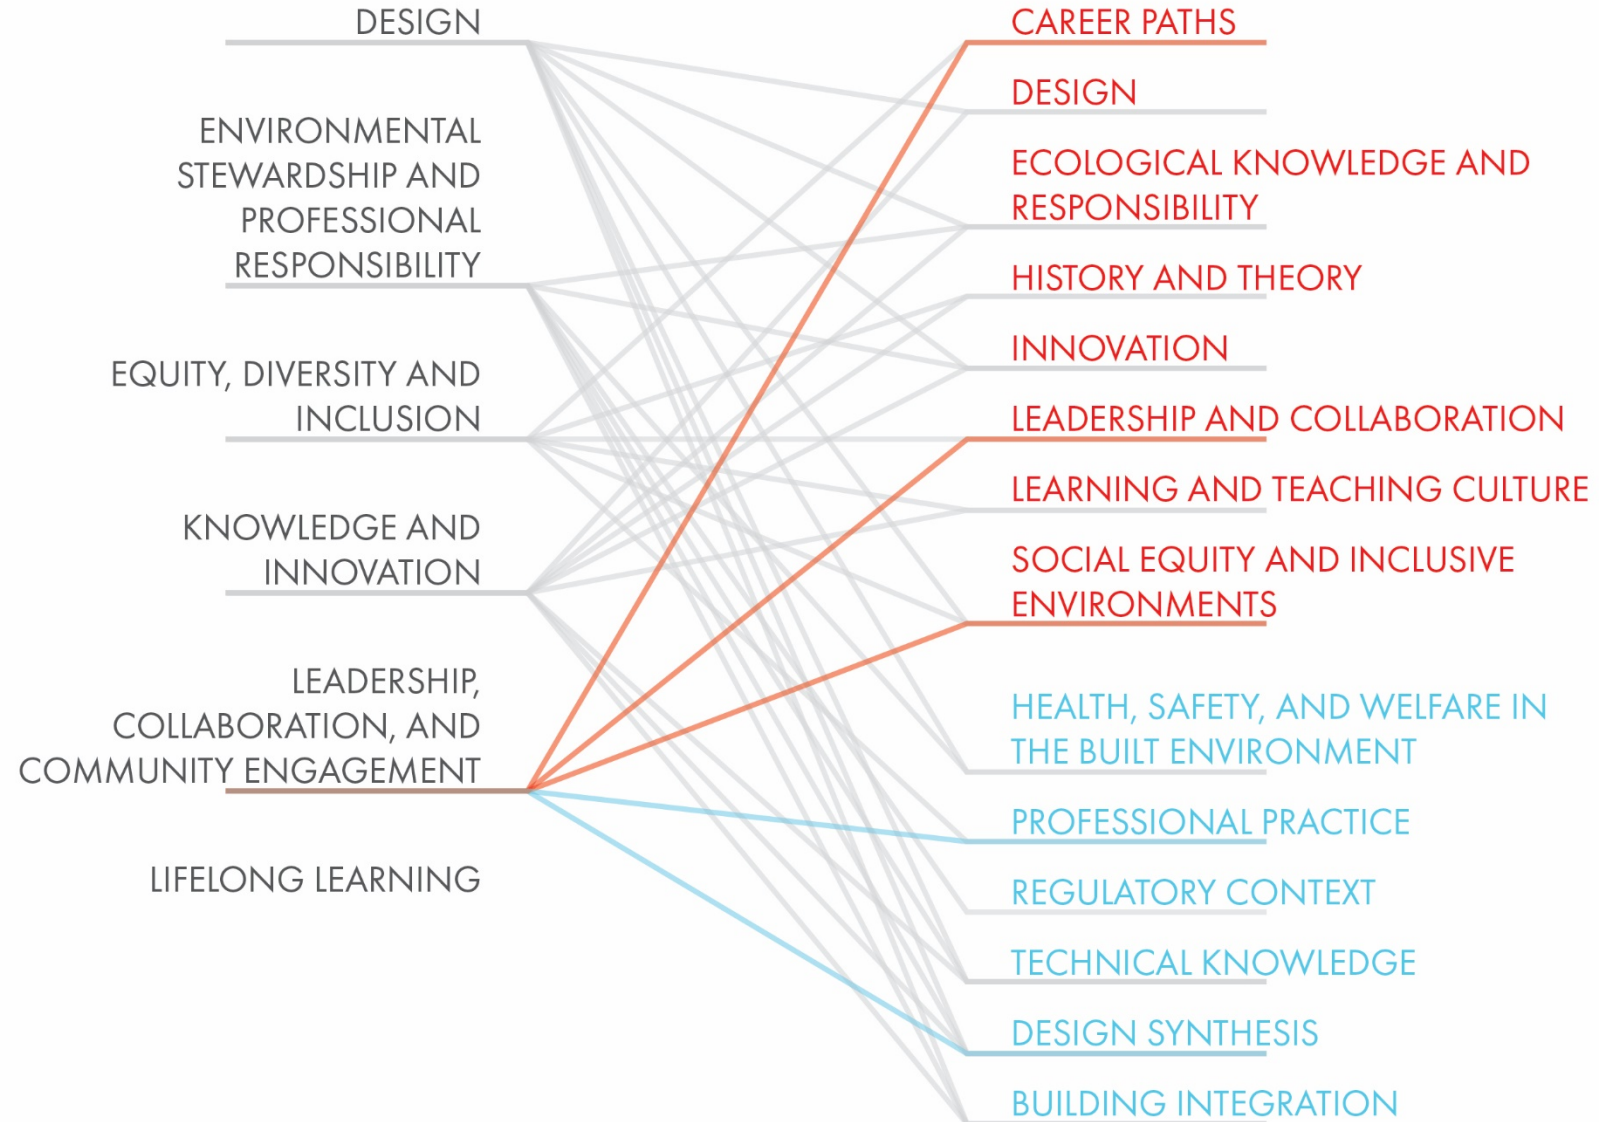 DESIGN
ENVIRONMENTAL
STEWARDSHIP AND
PROFESSIONAL
RESPONSIBILITY
EQUITY, DIVERSITY AND
INCLUSION
KNOWLEDGE AND
INNOVATION
LEADERSHIP,
COLLABORATION, AND
COMMUNITY ENGAGEMENT
LIFELONG LEARNING
CAREER PATHS
DESIGN
ECOLOGICAL KNOWLEDGE AND
RESPONSIBILITY
HISTORY AND THEORY
INNOVATION
LEADERSHIP AND COLLABORATION
LEARNING AND TEACHING CULTURE
SOCIAL EQUITY AND INCLUSIVE
ENVIRONMENTS
HEALTH, SAFETY, AND WELFARE IN
THE BUILT ENVIRONMENT
PROFESSIONAL PRACTICE
REGULATORY CONTEXT
TECHNICAL KNOWLEDGE
DESIGN SYNTHESIS
BUILDING INTEGRATION